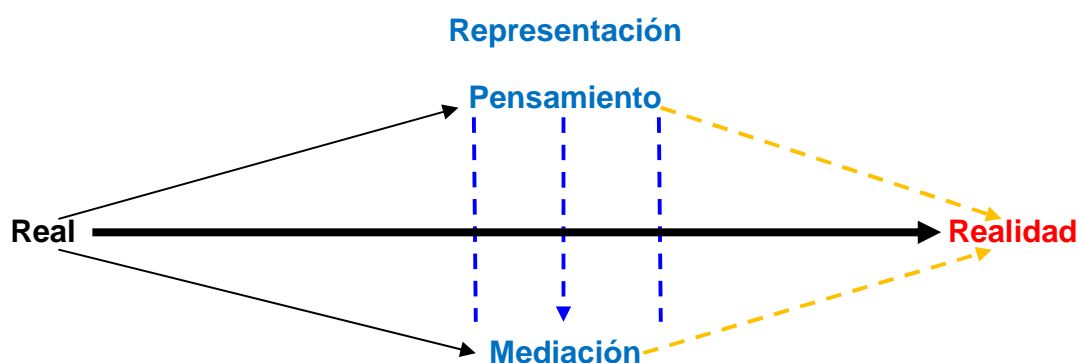 Representación
Pensamiento
Real
Realidad
Mediación